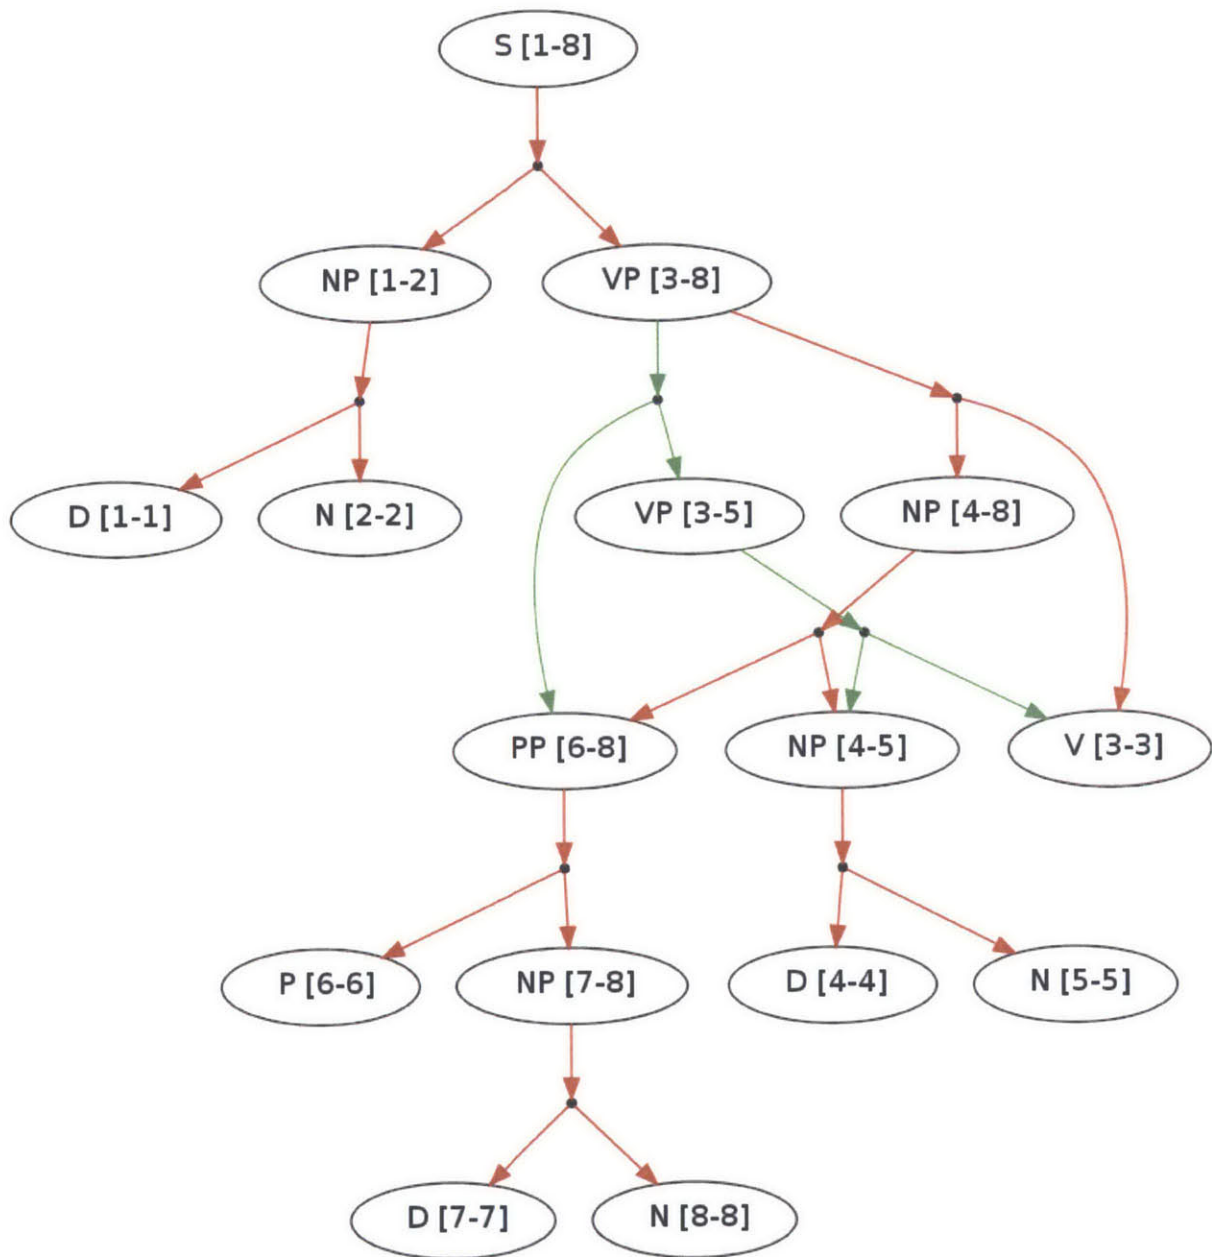 S [1-8]
NP [1-2]
VP [3-8]
D [1-1]
N [2-2]
VP [3-5]
NP [4-8]
PP [6-8]
NP [4-5]
V [3-3]
P [6-6]
NP [7-8]
D [4-4]
N [5-5]
D [7-7]
N [8-8]